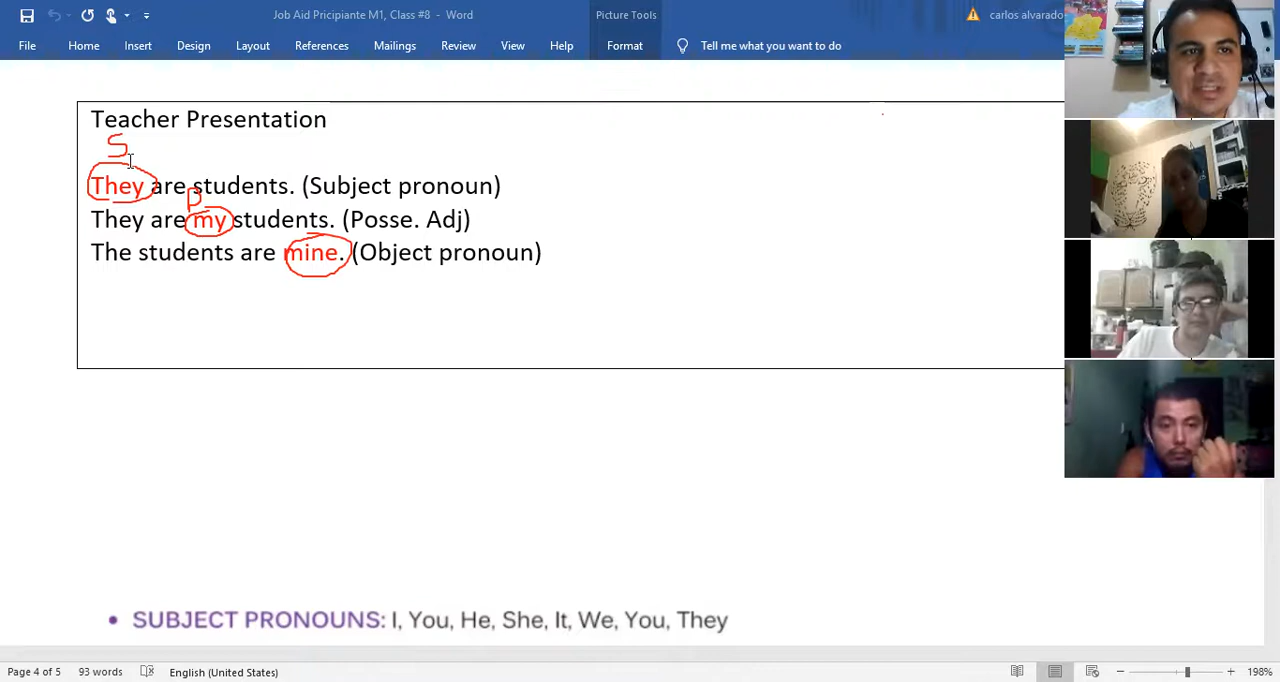 Job Aid Pricipiante M1, Class #8 - Word
Picture Tools
carlos alvarado
File Home Insert Design Layout References Mailings Review View Help Format Tell me what you want to do
Teacher Presentation
S
They are students. (Subject pronoun)
P
They are my students. (Posse. Adj)
The students are mine. (Object pronoun)
• SUBJECT PRONOUNS: I, You, He, She, It, We, You, They
Page 4 of 5 93 words English (United States) 198%